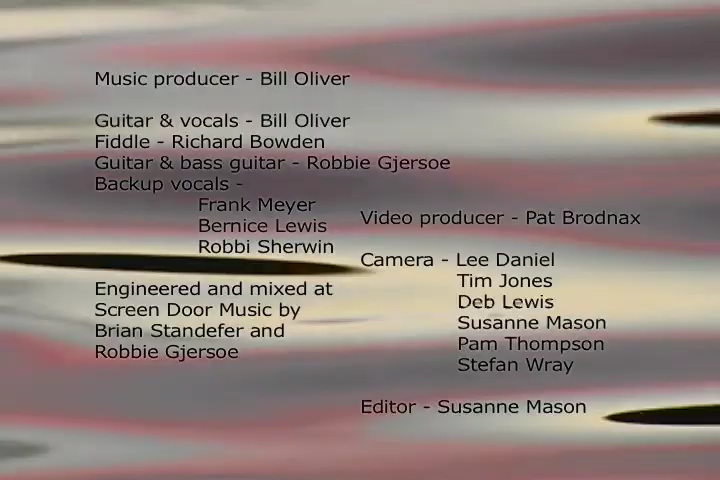 Music producer - Bill Oliver
Guitar & vocals - Bill Oliver
Fiddle - Richard Bowden
Guitar & bass guitar - Robbie Gjersoe
Backup vocals -
Frank Meyer
Bernice Lewis
Robbi Sherwin
Engineered and mixed at
Screen Door Music by
Brian Standefer and
Robbie Gjersoe
Video producer - Pat Brodnax
Camera - Lee Daniel
Tim Jones
Deb Lewis
Susanne Mason
Pam Thompson
Stefan Wray
Editor - Susanne Mason